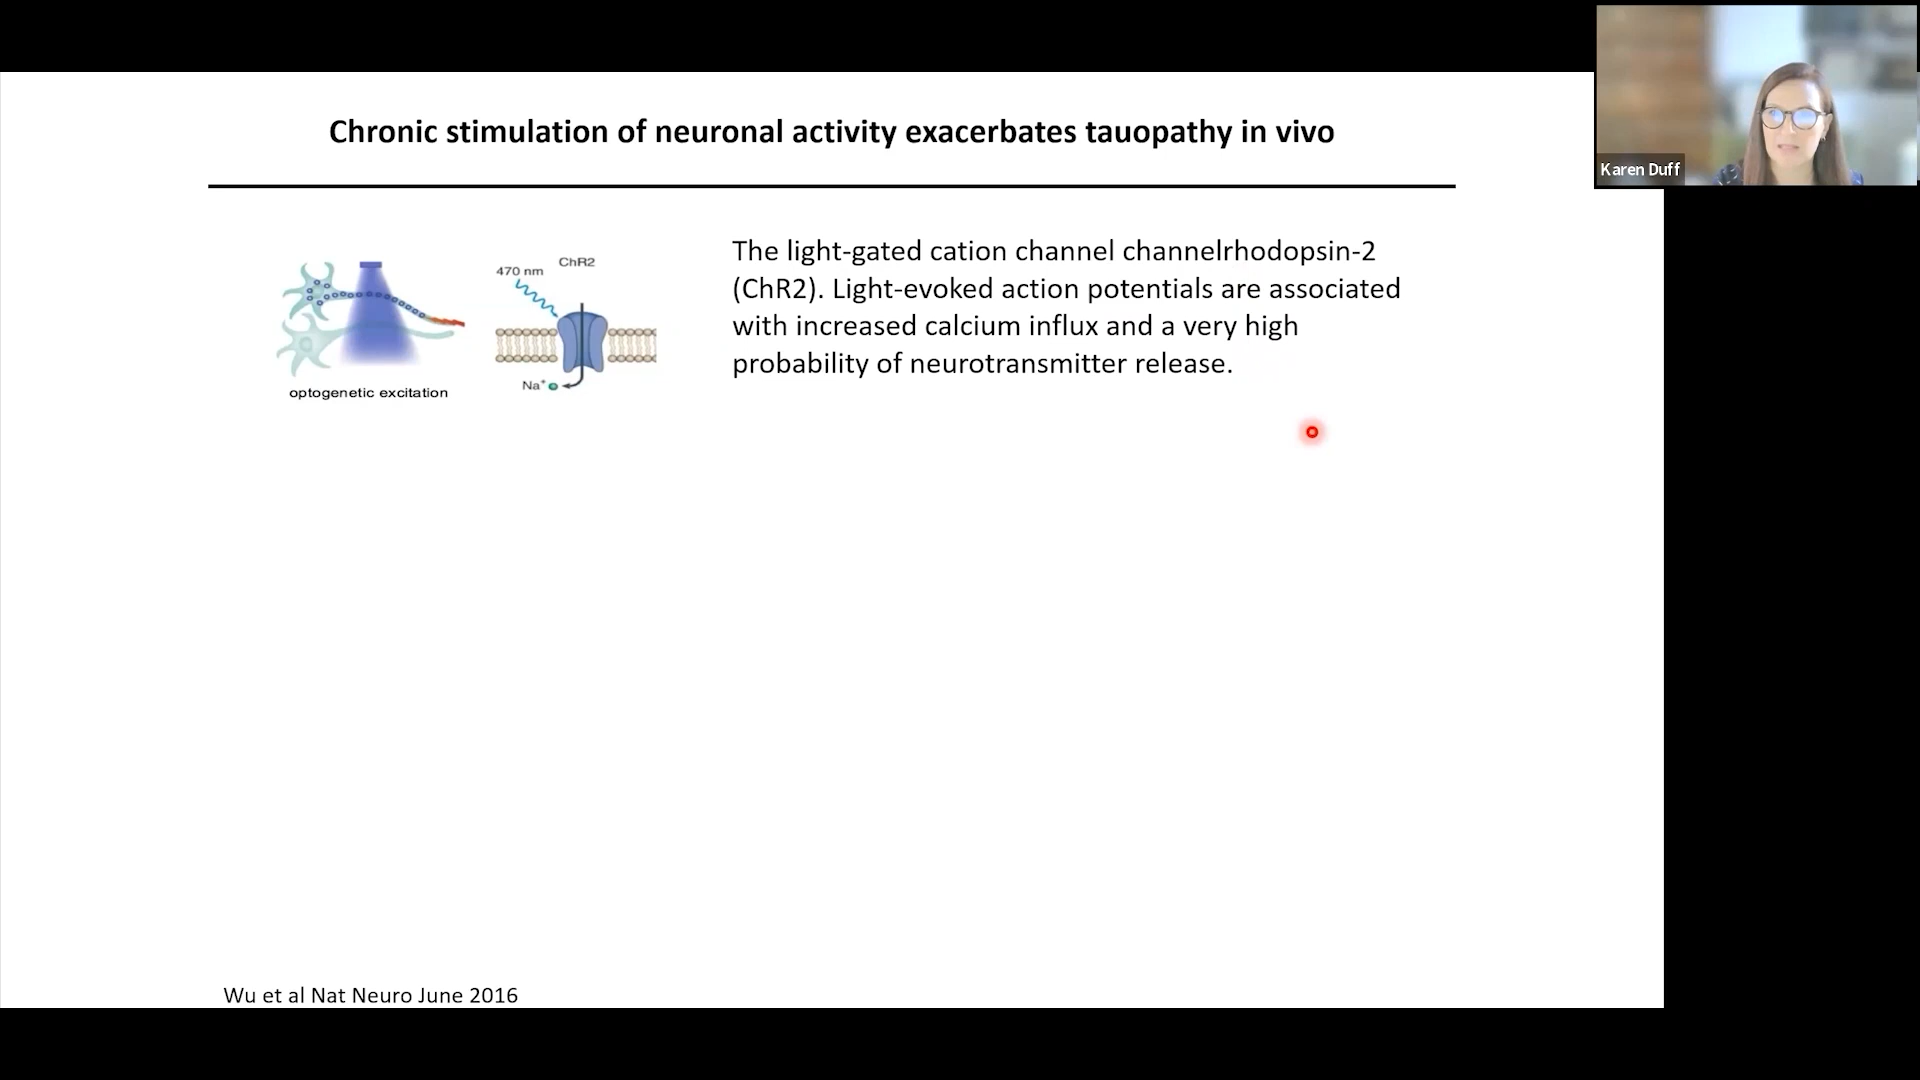 Chronic stimulation of neuronal activity exacerbates tauopathy in vivo
Karen Duff
470 nm
ChR2
Na+
optogenetic excitation
The light-gated cation channel channelrhodopsin-2
(ChR2). Light-evoked action potentials are associated
with increased calcium influx and a very high
probability of neurotransmitter release.
Wu et al Nat Neuro June 2016